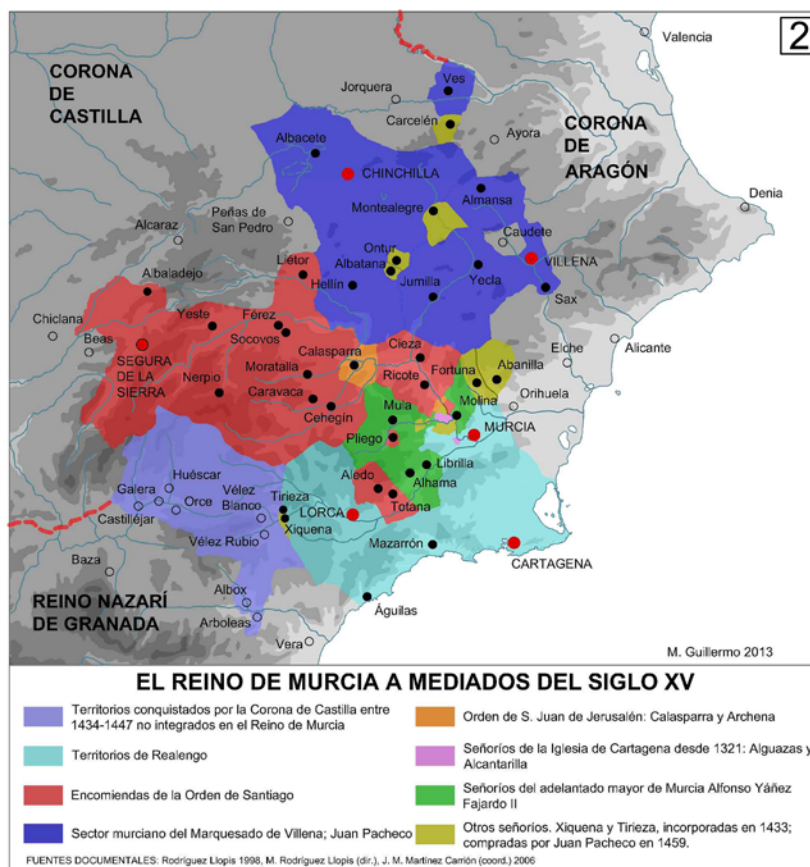 2
Valencia
CORONA
DE
CASTILLA
Ves
Jorquera
Carcelén
Ayora
CORONA
DE
ARAGÓN
Albacete
CHINCHILLA
Almansa
Denia
Montealegre
Peñas de
San Pedro
Caudete
Alcaraz
Ontur
Albatana
VILLENA
Liétor
Albaladejo
Hellín
Jumilla
Yecla
Sax
Chiclana
Yeste
Férez
Socovos
Beas
SEGURA
DE LA
SIERRA
Calasparra
Cieza
Elche
Alicante
Moratalla
Fortuna
Abanilla
Nerpio
Ricote
Caravaca
Cehegín
Mula
Molina
Orihuela
Pliego
MURCIA
Librilla
Aledo
Alhama
Huéscar
Galera
Orce
Vélez
Blanco
Tirieza
LORCA
Totana
Castilléjar
Xiquena
Vélez Rubio
Mazarrón
CARTAGENA
Baza
Albox
REINO NAZARÍ
DE GRANADA
Arboleas
Águilas
Vera
M. Guillermo 2013
EL REINO DE MURCIA A MEDIADOS DEL SIGLO XV
Territorios conquistados por la Corona de Castilla entre
1434-1447 no integrados en el Reino de Murcia
Territorios de Realengo
Encomiendas de la Orden de Santiago
Sector murciano del Marquesado de Villena; Juan Pacheco
Orden de S. Juan de Jerusalén: Calasparra y Archena
Señoríos de la Iglesia de Cartagena desde 1321: Alguazas y
Alcantarilla
Señoríos del adelantado mayor de Murcia Alfonso Yáñez
Fajardo II
Otros señoríos. Xiquena y Tirieza, incorporadas en 1433;
compradas por Juan Pacheco en 1459.
FUENTES DOCUMENTALES: Rodríguez Llopis 1998, M. Rodríguez Llopis (dir.), J. M. Martínez Carrión (coord.) 2006